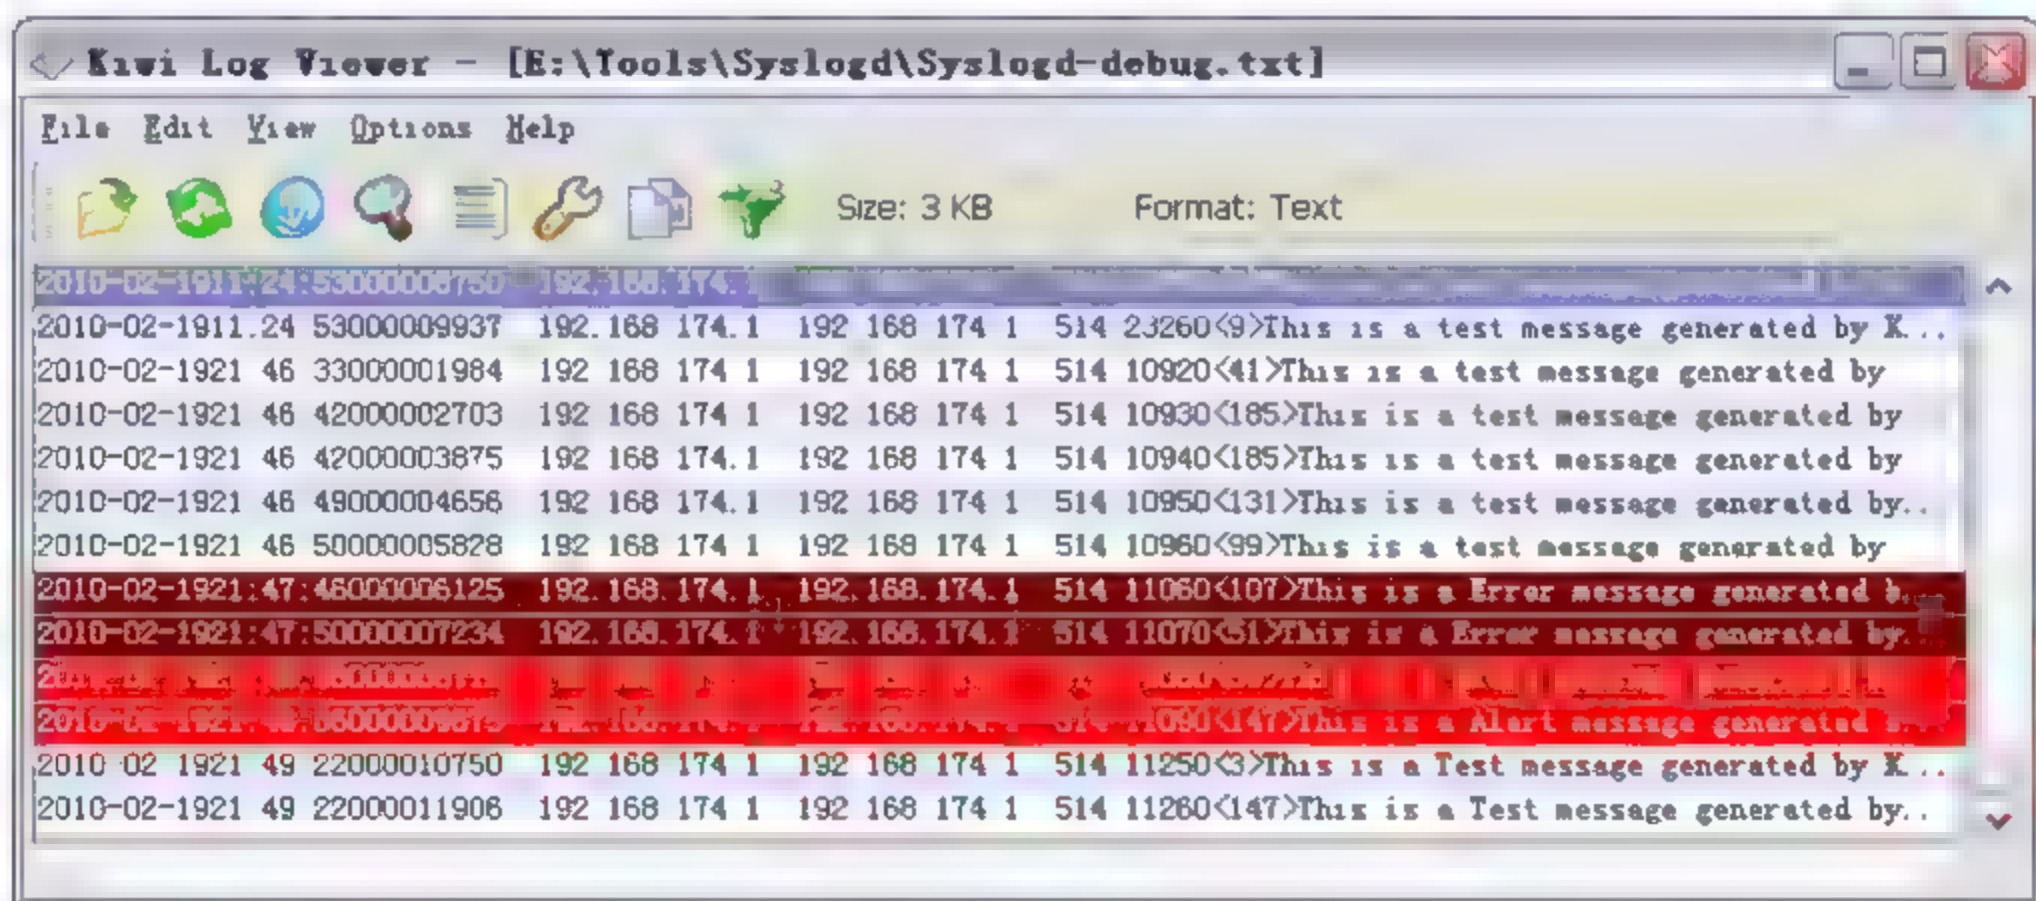 Kiwi Log Viewer - [E:\Tools\Syslogd\Syslogd-debug.txt]
File Edit View Options Help
Size: 3 KB Format: Text
2010-02-1911:24:53000008750 192.168.174.1
2010-02-1911.24 53000009937 192.168 174.1 192 168 174 1 514 23260<9>This is a test message generated by K...
2010-02-1921 46 33000001984 192 168 174 1 192 168 174 1 514 10920<41>This is a test message generated by
2010-02-1921 46 42000002703 192 168 174 1 192 168 174 1 514 10930<185>This is a test message generated by
2010-02-1921 46 42000003875 192 168 174.1 192 168 174 1 514 10940<185>This is a test message generated by
2010-02-1921 46 49000004656 192 168 174.1 192 168 174 1 514 10950<131>This is a test message generated by..
2010-02-1921 46 50000005828 192 168 174 1 192 168 174 1 514 10960<99>This is a test message generated by
2010-02-1921:47:46000006125 192.168.174.1 192.168.174.1 514 11060<107>This is a Error message generated b...
2010-02-1921:47:50000007234 192.168.174.1 192.168.174.1 514 11070<51>This is a Error message generated by...
<147>This is a Alert message generated
2010 02 1921 49 22000010750 192 168 174 1 192 168 174 1 514 11250<3>This is a Test message generated by K...
2010-02-1921 49 22000011906 192 168 174 1 192 168 174 1 514 11260<147>This is a Test message generated by..